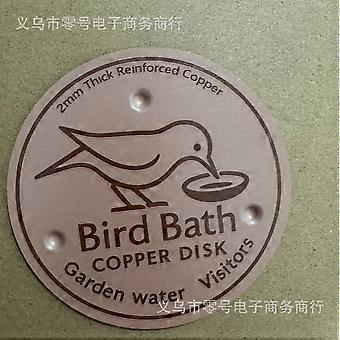 义乌市零号电子商务商行
2mm Thick Reinforced Copper
Bird Bath
COPPER DISK
Garden water Visitors
义乌市零号电子商务商行